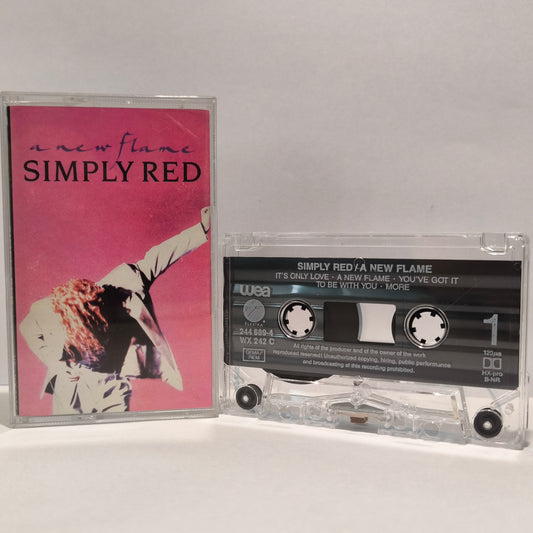 a new flame
SIMPLY RED
SIMPLY RED / A NEW FLAME
IT'S ONLY LOVE · A NEW FLAME · YOU'VE GOT IT
TO BE WITH YOU · MORE
wea
ELEKTRA
244 689-4
WX 242 C
1
GEMA/
BIEM
All rights of the producer and of the owner of the work
reproduced reserved! Unauthorized copying, hiring, public performance
and broadcasting of this recording prohibited.
120µs
HX-pro
B-NR